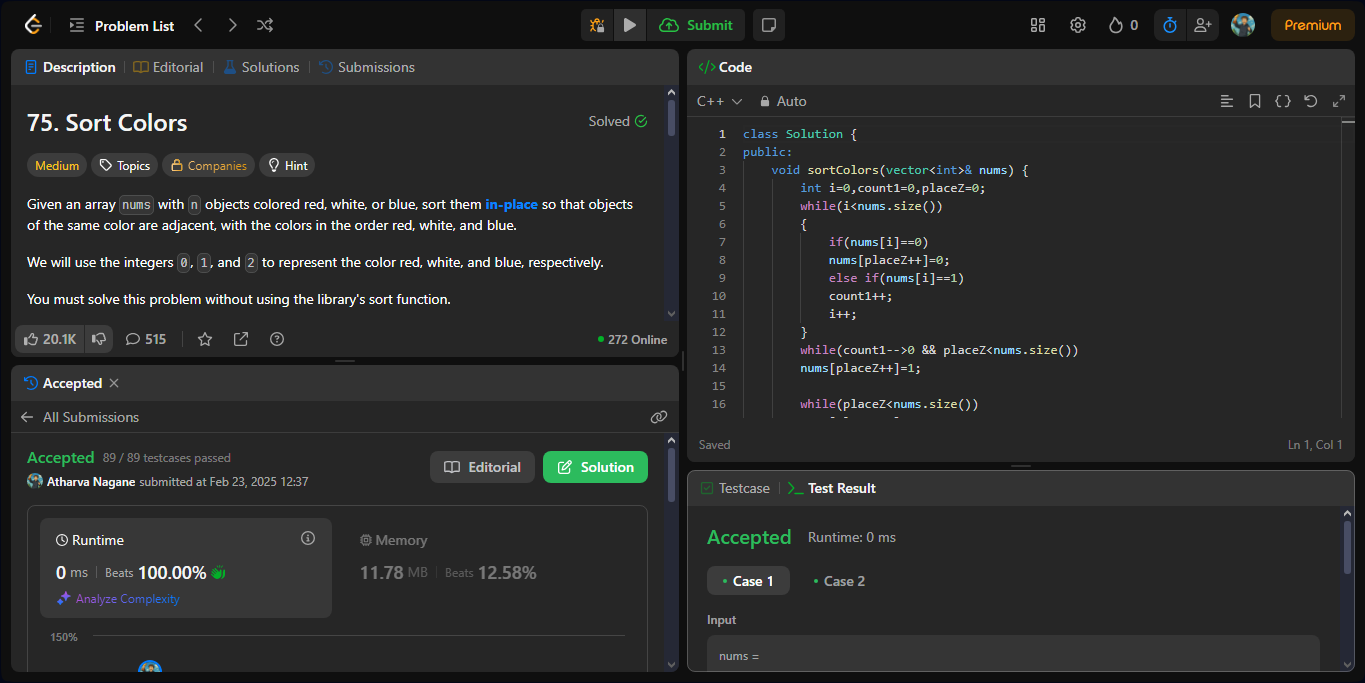 Problem List
Submit
0
Premium
Description
Editorial
Solutions
Submissions
75. Sort Colors
Solved
Medium
Topics
Companies
Hint
Given an array nums with n objects colored red, white, or blue, sort them in-place so that objects
of the same color are adjacent, with the colors in the order red, white, and blue.
We will use the integers 0, 1, and 2 to represent the color red, white, and blue, respectively.
You must solve this problem without using the library's sort function.
20.1K
515
272 Online
Accepted
All Submissions
Accepted 89 / 89 testcases passed
Atharva Nagane submitted at Feb 23, 2025 12:37
Editorial
Solution
Runtime
0 ms | Beats 100.00%
Analyze Complexity
Memory
11.78 MB | Beats 12.58%
150%
</> Code
C++
Auto
1 class Solution {
2 public:
3 void sortColors(vector<int>& nums) {
4 int i=0,count1=0,placeZ=0;
5 while(i<nums.size())
6 {
7 if(nums[i]==0)
8 nums[placeZ++]=0;
9 else if(nums[i]==1)
10 count1++;
11 i++;
12 }
13 while(count1-->0 && placeZ<nums.size())
14 nums[placeZ++]=1;
15
16 while(placeZ<nums.size())
Saved
Ln 1, Col 1
Testcase
Test Result
Accepted
Runtime: 0 ms
Case 1
Case 2
Input
nums =